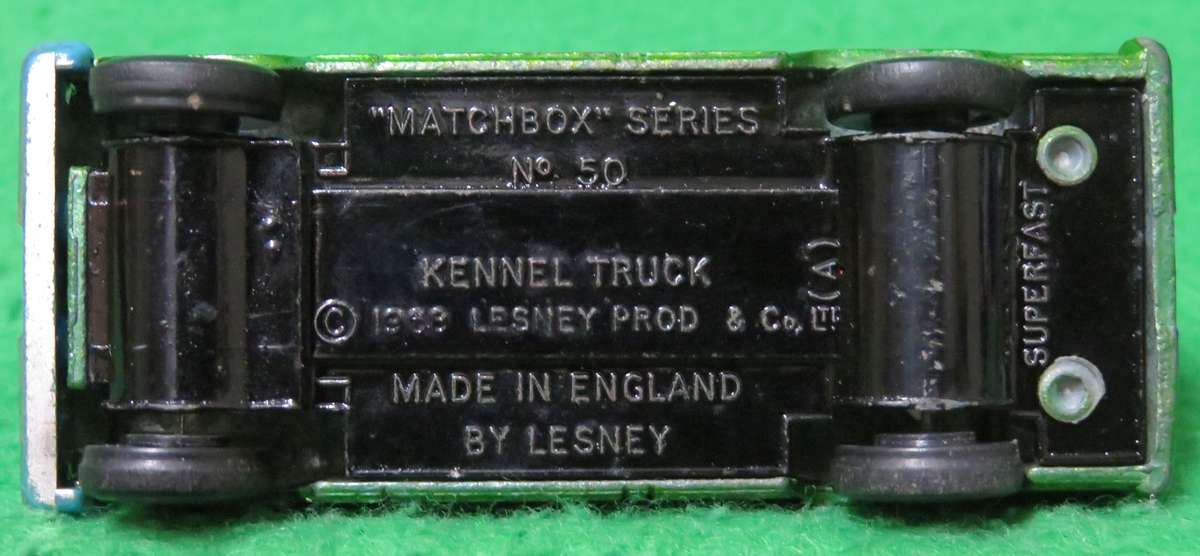 "MATCHBOX" SERIES
Nº 50
KENNEL TRUCK
© 1969 LESNEY PROD & Co, LTD
(A)
MADE IN ENGLAND
BY LESNEY
SUPERFAST